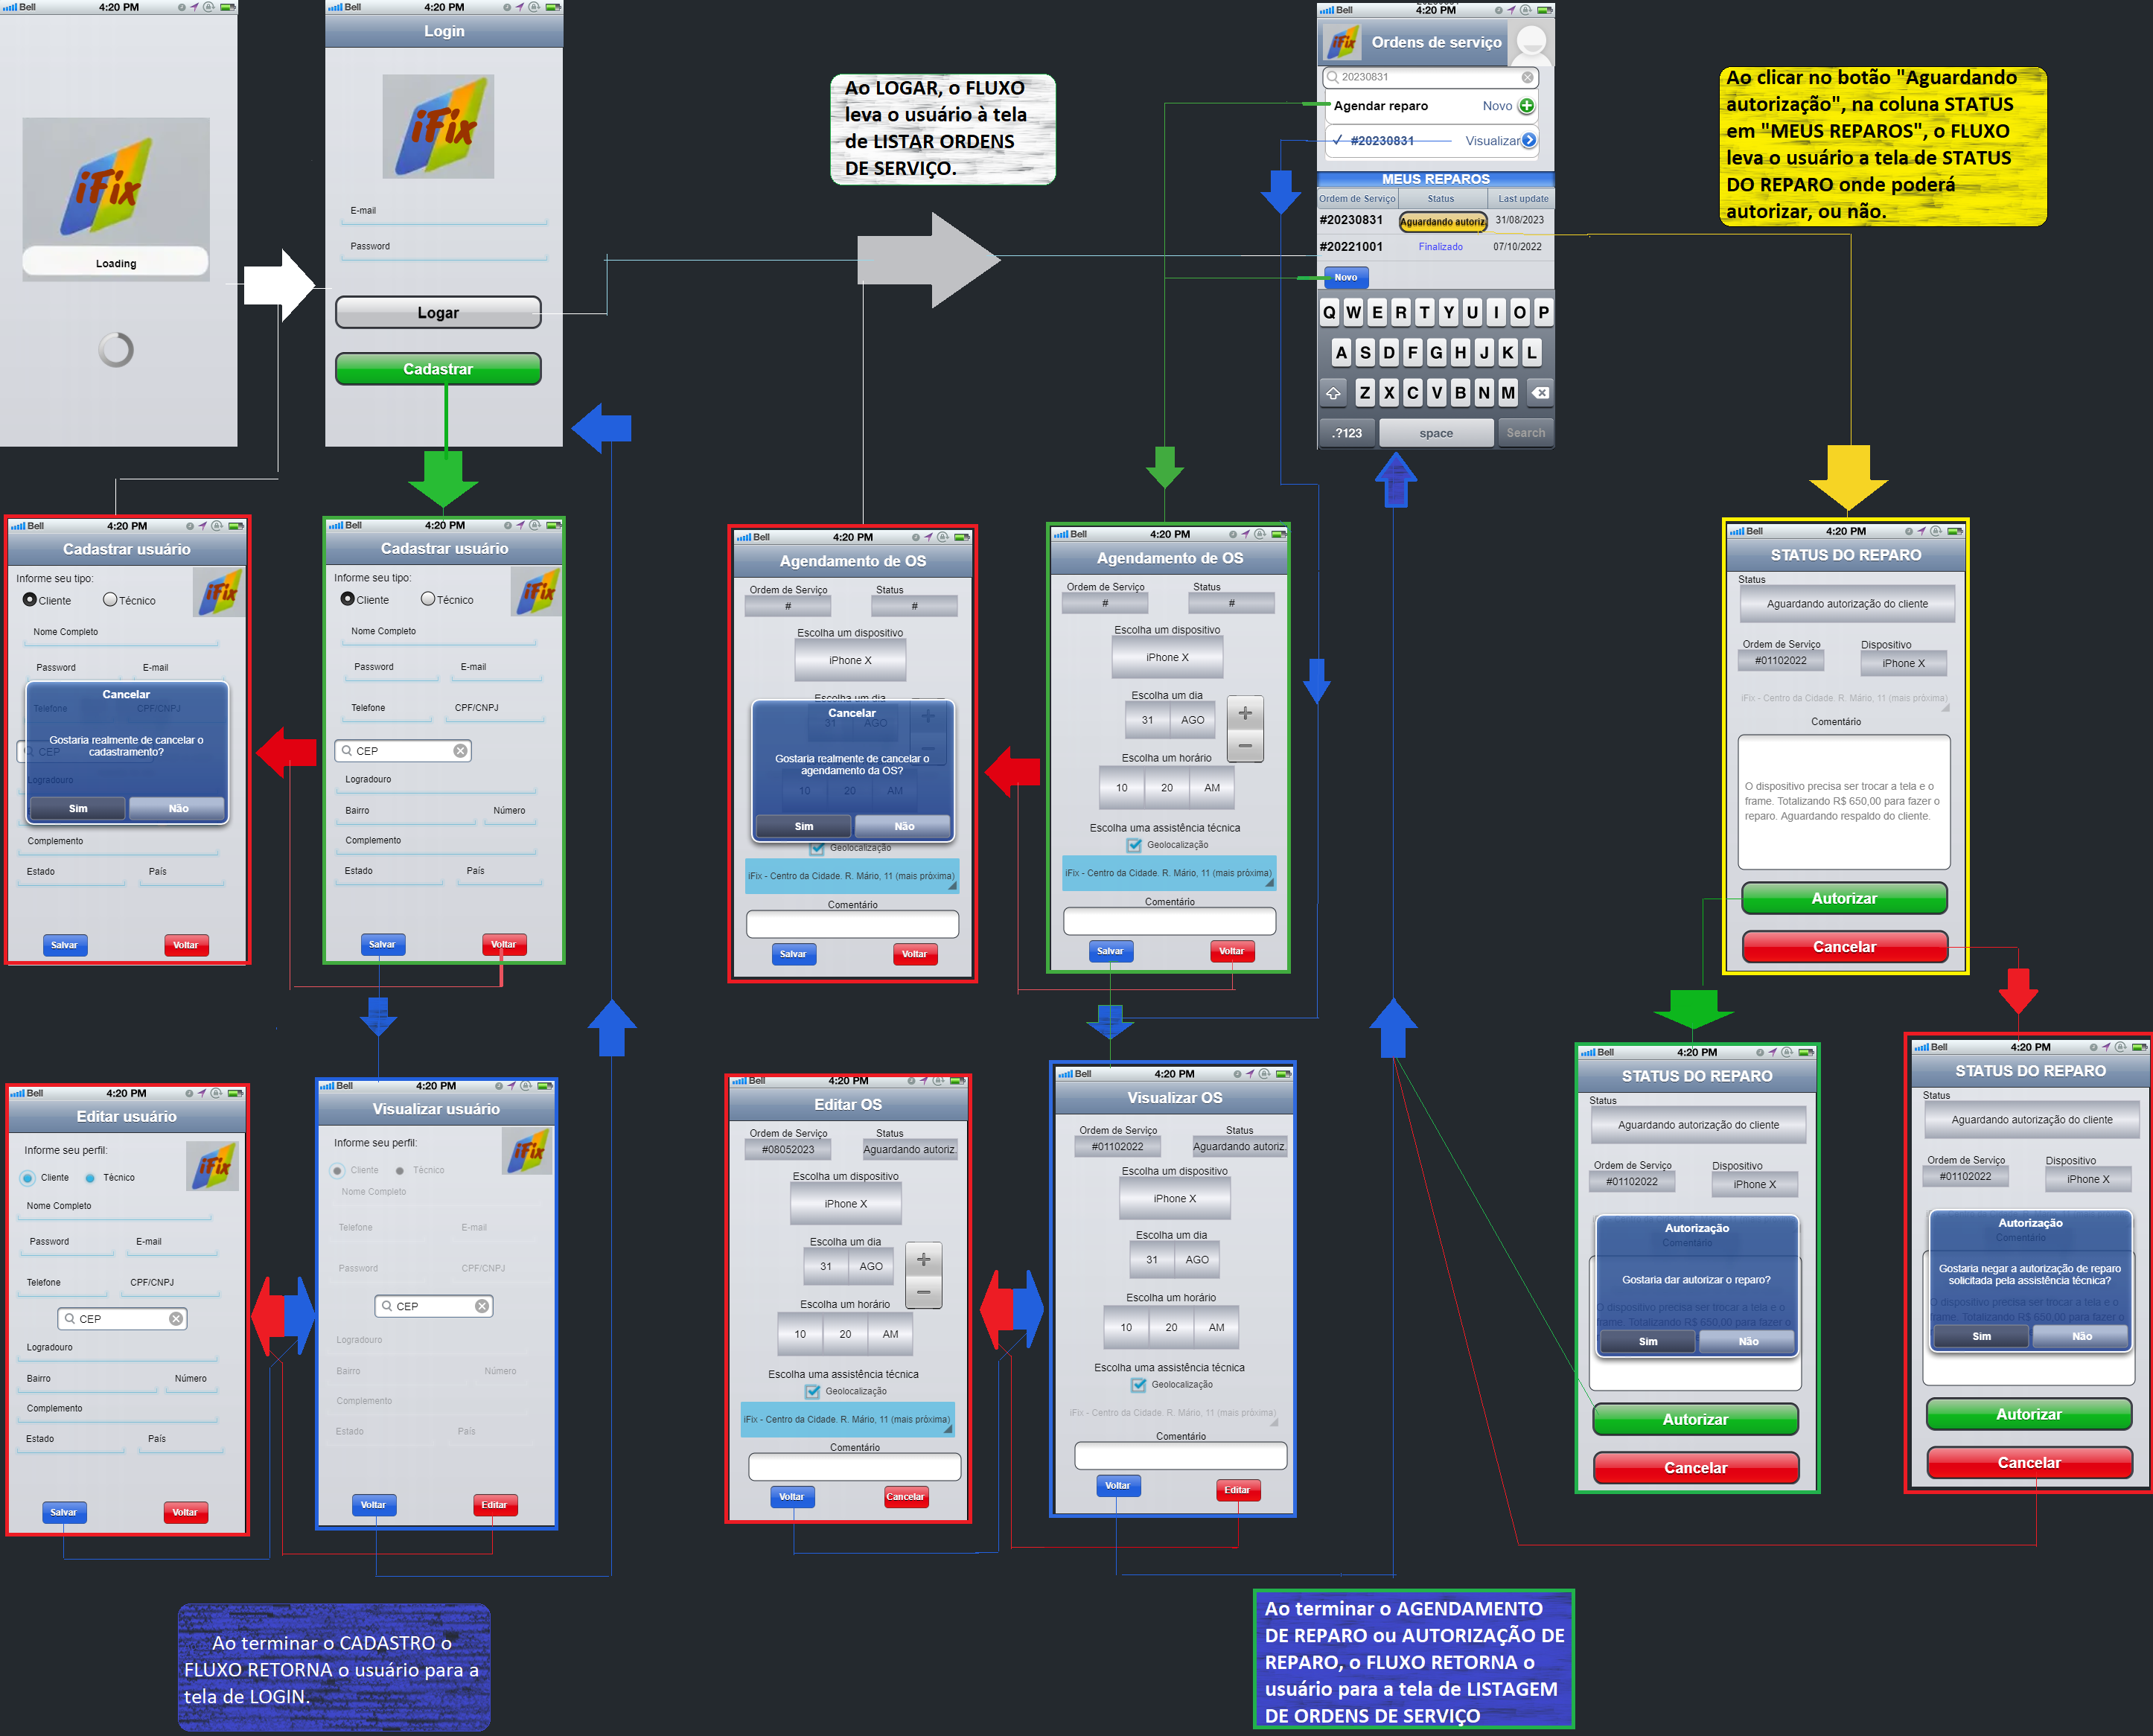 Bell 4:20 PM
iFix
Loading
Bell 4:20 PM
Login
iFix
E-mail
Password
Logar
Cadastrar
Ao LOGAR, o FLUXO
leva o usuário à tela
de LISTAR ORDENS
DE SERVIÇO.
Bell 4:20 PM
iFix Ordens de serviço
20230831
Agendar reparo Novo
✓ #20230831 Visualizar
MEUS REPAROS
Ordem de Serviço Status Last update
#20230831 Aguardando autoriz. 31/08/2023
#20221001 Finalizado 07/10/2022
Novo
Q W E R T Y U I O P
A S D F G H J K L
Z X C V B N M
.?123 space Search
Ao clicar no botão "Aguardando
autorização", na coluna STATUS
em "MEUS REPAROS", o FLUXO
leva o usuário a tela de STATUS
DO REPARO onde poderá
autorizar, ou não.
Bell 4:20 PM
Cadastrar usuário
Informe seu tipo:
Cliente Técnico
iFix
Nome Completo
Password E-mail
Cancelar
Telefone CPF/CNPJ
Gostaria realmente de cancelar o
cadastramento?
CEP
Logradouro
Sim Não
Complemento
Estado País
Salvar Voltar
Bell 4:20 PM
Cadastrar usuário
Informe seu tipo:
Cliente Técnico
iFix
Nome Completo
Password E-mail
Telefone CPF/CNPJ
CEP
Logradouro
Bairro Número
Complemento
Estado País
Salvar Voltar
Bell 4:20 PM
Agendamento de OS
Ordem de Serviço Status
# #
Escolha um dispositivo
iPhone X
Escolha um dia
Cancelar
31 AGO
Gostaria realmente de cancelar o
agendamento da OS?
10 20 AM
Sim Não
Geolocalização
iFix - Centro da Cidade. R. Mário, 11 (mais pròxima)
Comentário
Salvar Voltar
Bell 4:20 PM
Agendamento de OS
Ordem de Serviço Status
# #
Escolha um dispositivo
iPhone X
Escolha um dia
31 AGO + −
Escolha um horário
10 20 AM
Escolha uma assistência técnica
Geolocalização
iFix - Centro da Cidade. R. Mário, 11 (mais pròxima)
Comentário
Salvar Voltar
Bell 4:20 PM
STATUS DO REPARO
Status
Aguardando autorização do cliente
Ordem de Serviço Dispositivo
#01102022 iPhone X
iFix - Centro da Cidade. R. Mário, 11 (mais pròxima)
Comentário
O dispositivo precisa ser trocar a tela e o
frame. Totalizando R$ 650,00 para fazer o
reparo. Aguardando respaldo do cliente.
Autorizar
Cancelar
Bell 4:20 PM
Editar usuário
Informe seu perfil:
Cliente Técnico
iFix
Nome Completo
Password E-mail
Telefone CPF/CNPJ
CEP
Logradouro
Bairro Número
Complemento
Estado País
Salvar Voltar
Bell 4:20 PM
Visualizar usuário
Informe seu perfil:
Cliente Técnico
iFix
Nome Completo
Telefone E-mail
Password CPF/CNPJ
CEP
Logradouro
Bairro Número
Complemento
Estado País
Voltar Editar
Bell 4:20 PM
Editar OS
Ordem de Serviço Status
#08052023 Aguardando autoriz.
Escolha um dispositivo
iPhone X
Escolha um dia
31 AGO + −
Escolha um horário
10 20 AM
Escolha uma assistência técnica
Geolocalização
iFix - Centro da Cidade. R. Mário, 11 (mais pròxima)
Comentário
Voltar Cancelar
Bell 4:20 PM
Visualizar OS
Ordem de Serviço Status
#01102022 Aguardando autoriz.
Escolha um dispositivo
iPhone X
Escolha um dia
31 AGO
Escolha um horário
10 20 AM
Escolha uma assistência técnica
Geolocalização
iFix - Centro da Cidade. R. Mário, 11 (mais pròxima)
Comentário
Voltar Editar
Bell 4:20 PM
STATUS DO REPARO
Status
Aguardando autorização do cliente
Ordem de Serviço Dispositivo
#01102022 iPhone X
Autorização
Comentário
Gostaria dar autorizar o reparo?
O dispositivo precisa ser trocar a tela e o
frame. Totalizando R$ 650,00 para fazer o
Sim Não
Autorizar
Cancelar
Bell 4:20 PM
STATUS DO REPARO
Status
Aguardando autorização do cliente
Ordem de Serviço Dispositivo
#01102022 iPhone X
Autorização
Comentário
Gostaria negar a autorização de reparo
solicitada pela assistência técnica?
O dispositivo precisa ser trocar a tela e o
frame. Totalizando R$ 650,00 para fazer o
Sim Não
Autorizar
Cancelar
Ao terminar o CADASTRO o
FLUXO RETORNA o usuário para a
tela de LOGIN.
Ao terminar o AGENDAMENTO
DE REPARO ou AUTORIZAÇÃO DE
REPARO, o FLUXO RETORNA o
usuário para a tela de LISTAGEM
DE ORDENS DE SERVIÇO